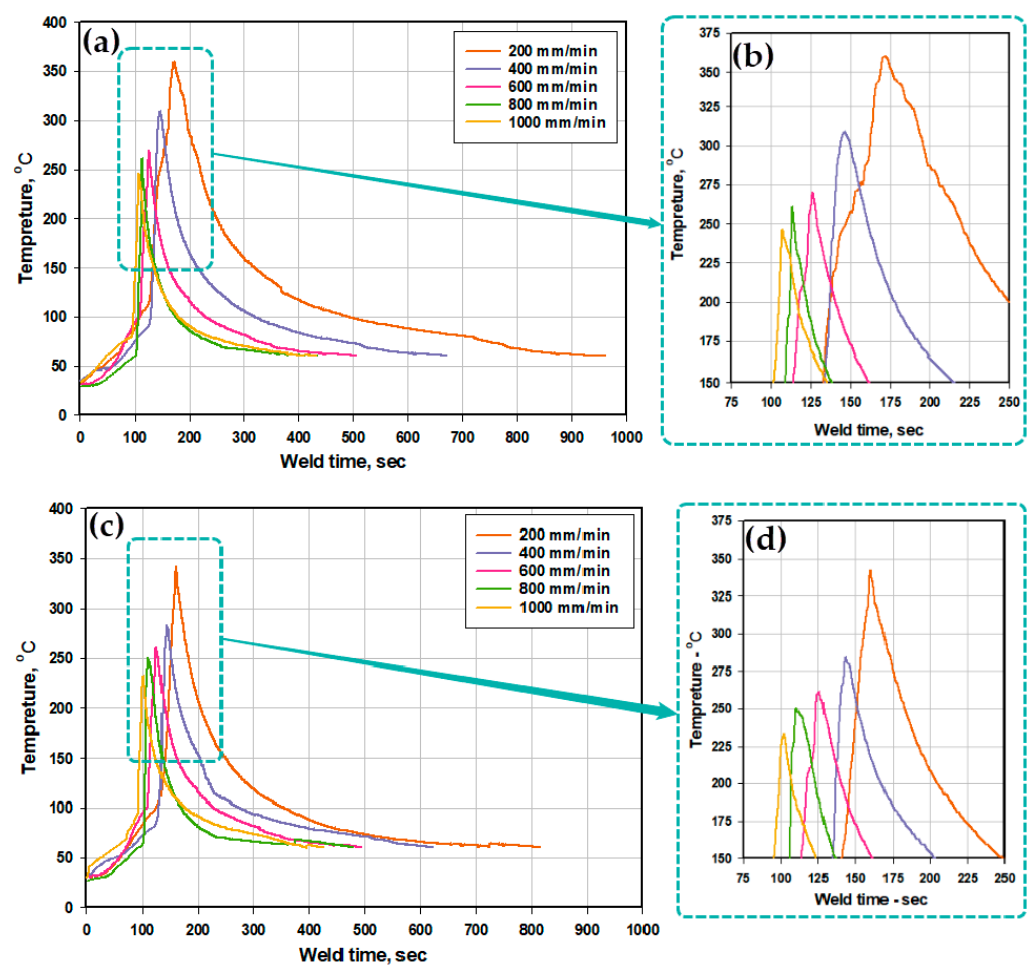 (a)
400
350
300
250
200
150
100
50
0
Tempreture, °C
200 mm/min
400 mm/min
600 mm/min
800 mm/min
1000 mm/min
0 100 200 300 400 500 600 700 800 900 1000
Weld time, sec
(b)
375
350
325
300
275
250
225
200
175
150
Tempreture, °C
75 100 125 150 175 200 225 250
Weld time, sec
(c)
400
350
300
250
200
150
100
50
0
Tempreture, °C
200 mm/min
400 mm/min
600 mm/min
800 mm/min
1000 mm/min
0 100 200 300 400 500 600 700 800 900 1000
Weld time, sec
(d)
375
350
325
300
275
250
225
200
175
150
Tempreture - °C
75 100 125 150 175 200 225 250
Weld time - sec